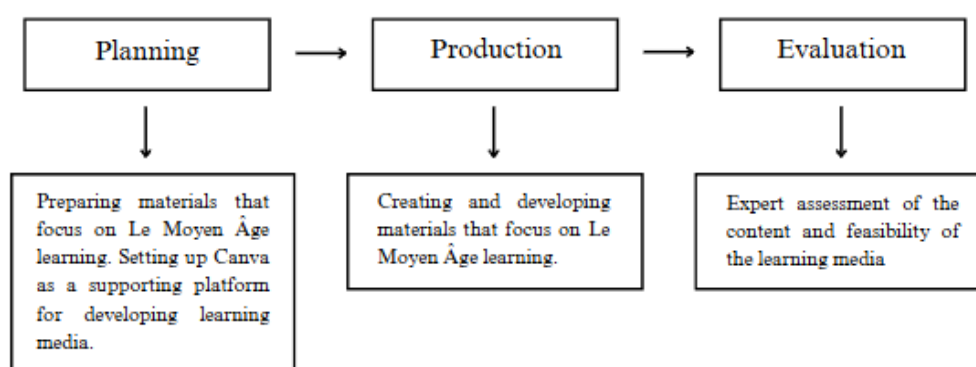 Planning
Production
Evaluation
Preparing materials that
focus on Le Moyen Âge
learning. Setting up Canva
as a supporting platform
for developing learning
media.
Creating and developing
materials that focus on Le
Moyen Âge learning.
Expert assessment of the
content and feasibility of
the learning media